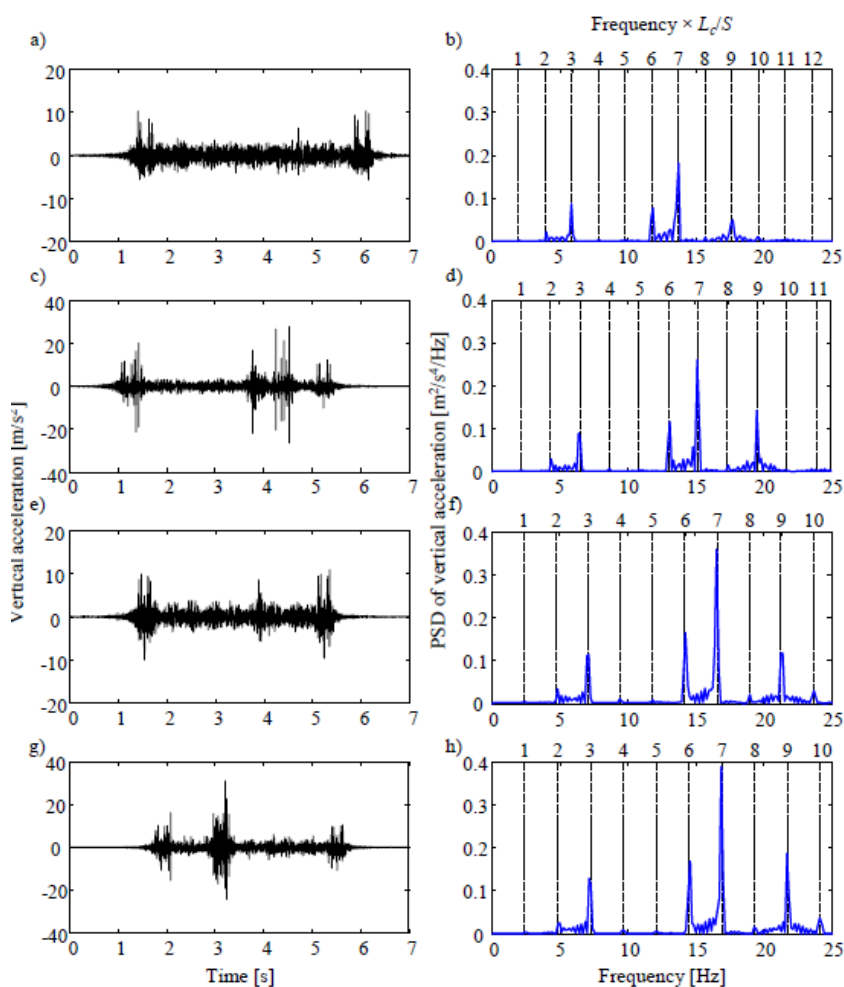 Frequency × Lc/S
a)
b)
1 2 3 4 5 6 7 8 9 10 11 12
20
10
0
-10
-20
0 1 2 3 4 5 6 7
0.4
0.3
0.2
0.1
0
0 5 10 15 20 25
c)
d)
1 2 3 4 5 6 7 8 9 10 11
40
20
0
-20
-40
0 1 2 3 4 5 6 7
0.4
0.3
0.2
0.1
0
0 5 10 15 20 25
Vertical acceleration [m/s²]
PSD of vertical acceleration [m²/s⁴/Hz]
e)
f)
1 2 3 4 5 6 7 8 9 10
20
10
0
-10
-20
0 1 2 3 4 5 6 7
0.4
0.3
0.2
0.1
0
0 5 10 15 20 25
g)
h)
1 2 3 4 5 6 7 8 9 10
40
20
0
-20
-40
0 1 2 3 4 5 6 7
0.4
0.3
0.2
0.1
0
0 5 10 15 20 25
Time [s]
Frequency [Hz]